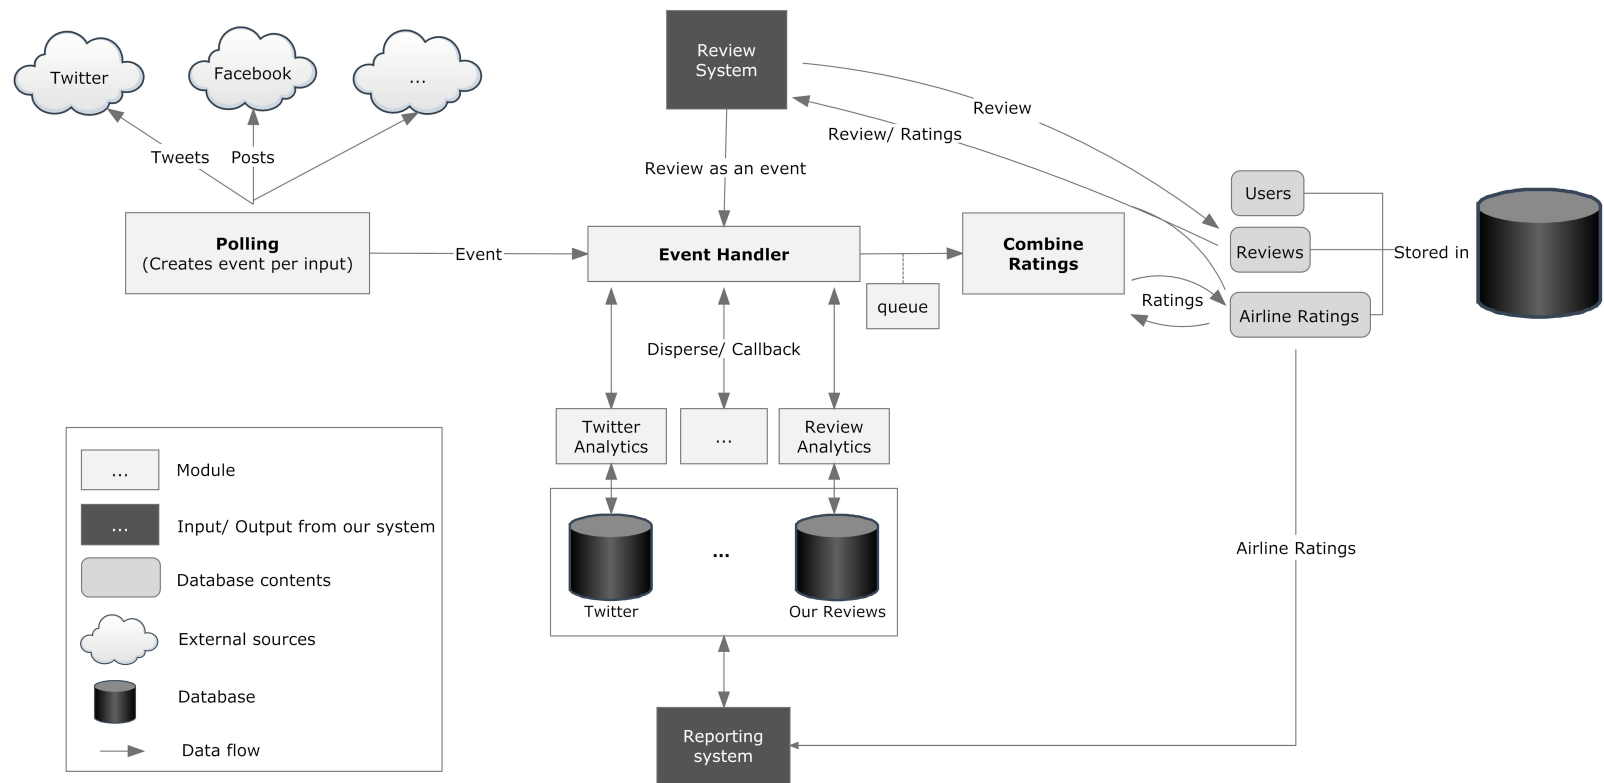 Review
System
Twitter
Facebook
...
Review
Review/ Ratings
Tweets
Posts
Review as an event
Users
Polling
(Creates event per input)
Event
Event Handler
Combine
Ratings
Reviews
Stored in
queue
Ratings
Airline Ratings
Disperse/ Callback
Twitter
Analytics
...
Review
Analytics
...
Module
...
Input/ Output from our system
Database contents
External sources
Database
Data flow
...
Twitter
Our Reviews
Airline Ratings
Reporting
system